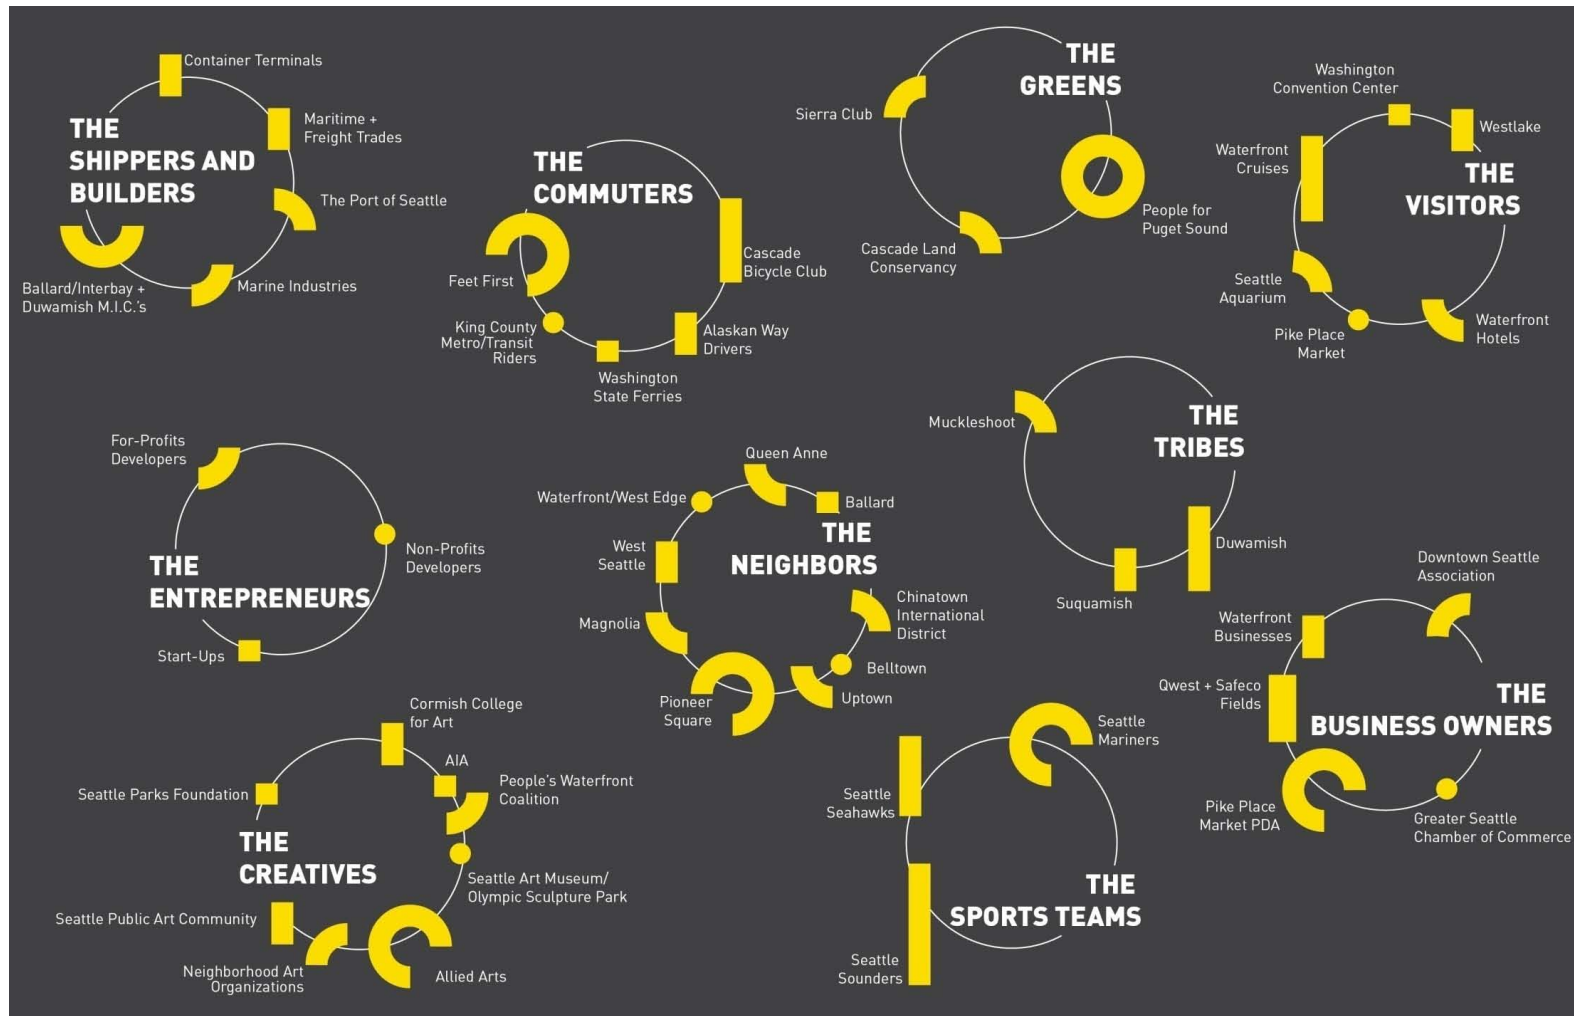 THE
SHIPPERS AND
BUILDERS
Container Terminals
Maritime +
Freight Trades
The Port of Seattle
Marine Industries
Ballard/Interbay +
Duwamish M.I.C.'s
THE
COMMUTERS
Feet First
King County
Metro/Transit
Riders
Washington
State Ferries
Alaskan Way
Drivers
Cascade
Bicycle Club
THE
GREENS
Sierra Club
Cascade Land
Conservancy
People for
Puget Sound
Washington
Convention Center
Westlake
Waterfront
Cruises
THE
VISITORS
Seattle
Aquarium
Pike Place
Market
Waterfront
Hotels
For-Profits
Developers
Non-Profits
Developers
THE
ENTREPRENEURS
Start-Ups
Queen Anne
Waterfront/West Edge
Ballard
THE
NEIGHBORS
West
Seattle
Chinatown
International
District
Magnolia
Belltown
Uptown
Pioneer
Square
Muckleshoot
THE
TRIBES
Duwamish
Suquamish
Downtown Seattle
Association
Waterfront
Businesses
Qwest + Safeco
Fields
THE
BUSINESS OWNERS
Pike Place
Market PDA
Greater Seattle
Chamber of Commerce
Cormish College
for Art
AIA
People's Waterfront
Coalition
Seattle Parks Foundation
THE
CREATIVES
Seattle Art Museum/
Olympic Sculpture Park
Seattle Public Art Community
Neighborhood Art
Organizations
Allied Arts
Seattle
Mariners
Seattle
Seahawks
THE
SPORTS TEAMS
Seattle
Sounders